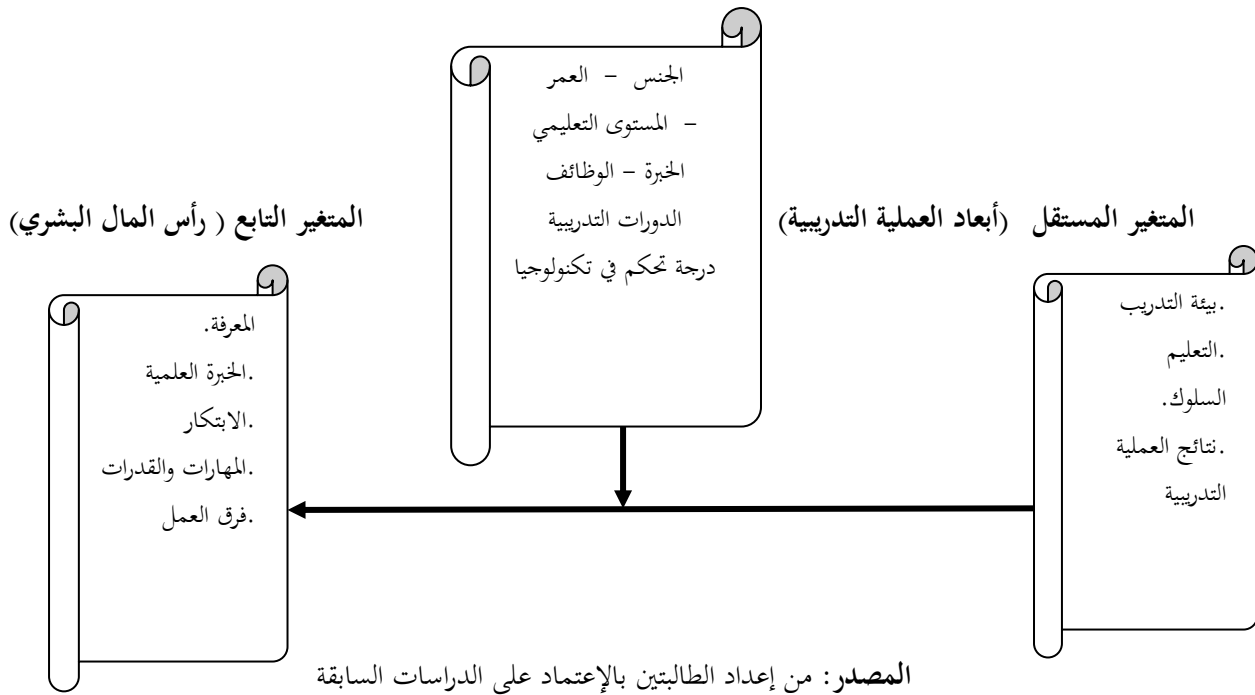 الجنس – العمر
– المستوى التعليمي
الخبرة – الوظائف
الدورات التدريبية
درجة تحكم في تكنولوجيا
المتغير المستقل (أبعاد العملية التدريبية)
المتغير التابع ( رأس المال البشري)
.بيئة التدريب
.التعليم
السلوك.
.نتائج العملية
التدريبية
المعرفة.
.الخبرة العلمية
.الابتكار
.المهارات والقدرات
.فرق العمل
المصدر: من إعداد الطالبتين بالإعتماد على الدراسات السابقة